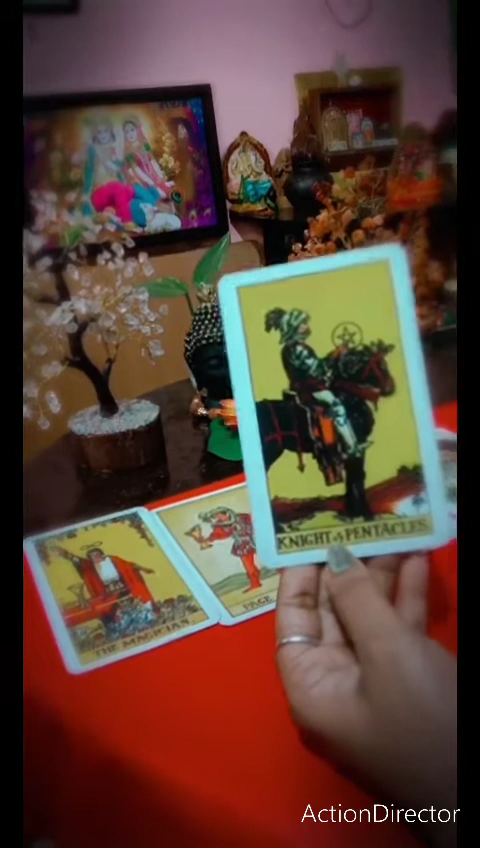 KNIGHT of PENTACLES.
THE MAGICIAN.
PAGE
ActionDirector